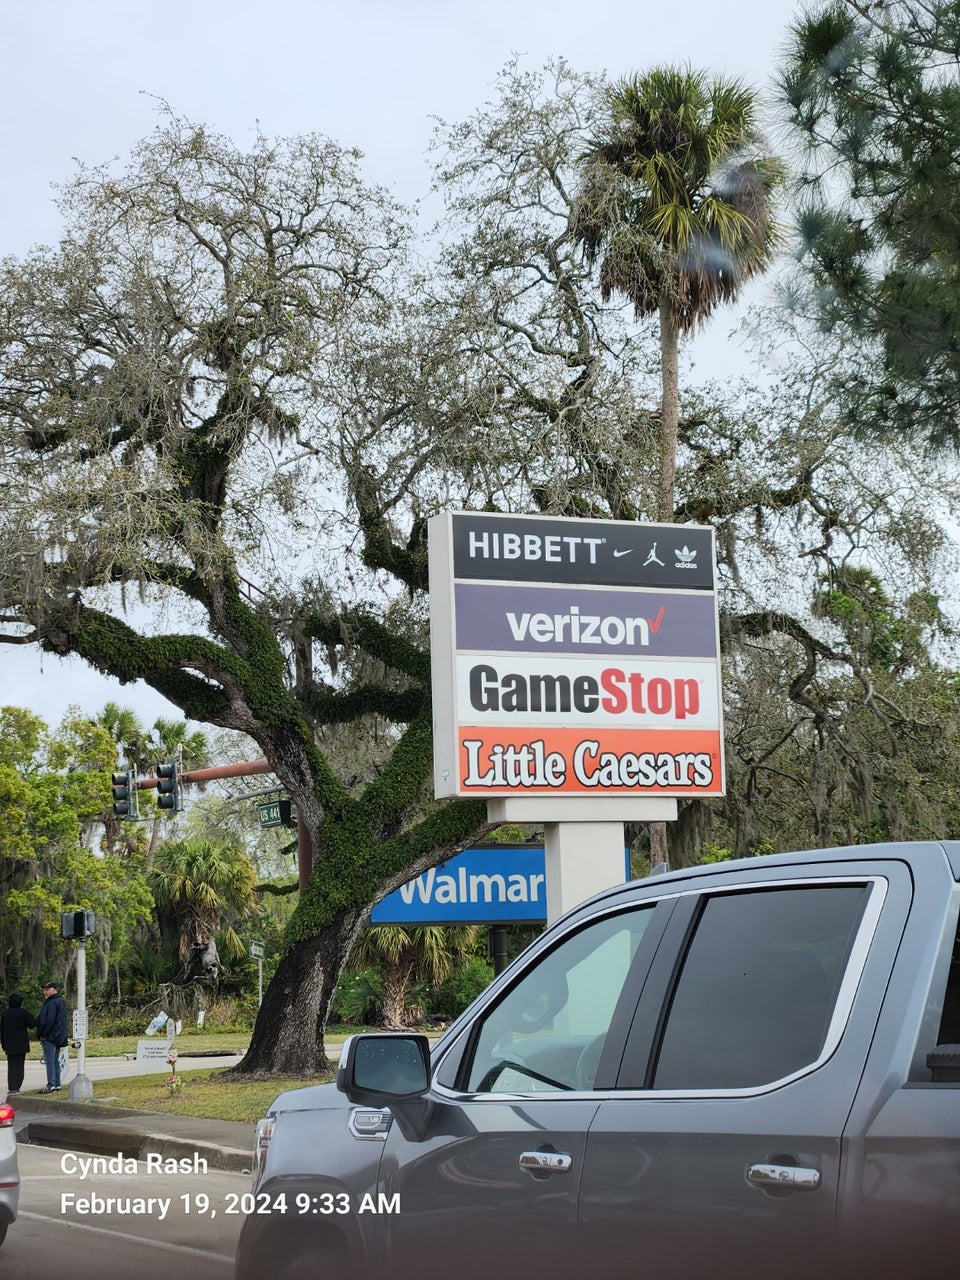 HIBBETT
adidas
verizon
GameStop
Little Caesars
US 441
Walmar
Cynda Rash
February 19, 2024 9:33 AM